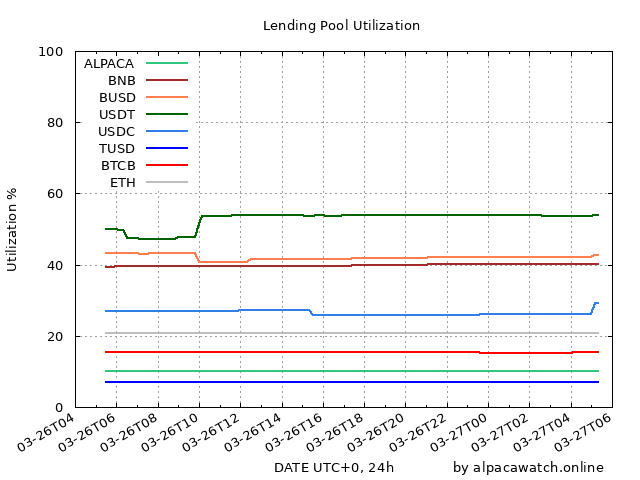 Lending Pool Utilization
Utilization %
100
80
60
40
20
0
ALPACA
BNB
BUSD
USDT
USDC
TUSD
BTCB
ETH
03-26T04
03-26T06
03-26T08
03-26T10
03-26T12
03-26T14
03-26T16
03-26T18
03-26T20
03-26T22
03-27T00
03-27T02
03-27T04
03-27T06
DATE UTC+0, 24h
by alpacawatch.online